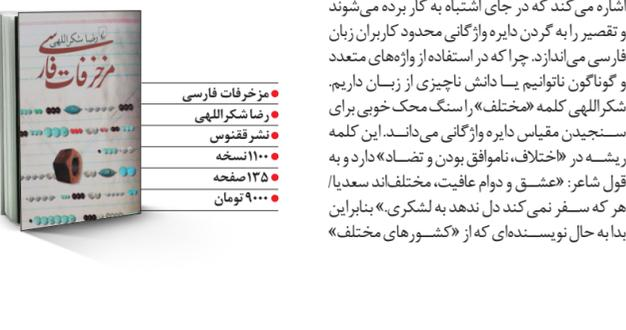 اشاره می‌کند که در جای اشتباه به کار برده می‌شوند
و تقصیر را به گردن دایره واژگانی محدود کاربران زبان
فارسی می‌اندازد. چرا که در استفاده از واژه‌های متعدد
و گوناگون ناتوانیم یا دانش ناچیزی از زبان داریم.
شکراللهی کلمه «مختلف» را سنگ محک خوبی برای
سنجیدن مقیاس دایره واژگانی می‌داند. این کلمه
ریشه در «اختلاف، ناموافق بودن و تضاد» دارد و به
قول شاعر: «عشق و دوام عافیت، مختلف‌اند سعدیا/
هر که سفر نمی‌کند دل ندهد به لشکری.» بنابراین
بدا به حال نویسنده‌ای که از «کشورهای مختلف»
رضا شکراللهی
مزخرفات فارسی
مزخرفات فارسی
رضا شکراللهی
نشر ققنوس
۱۱۰۰ نسخه
۱۳۵ صفحه
۹۰۰۰ تومان